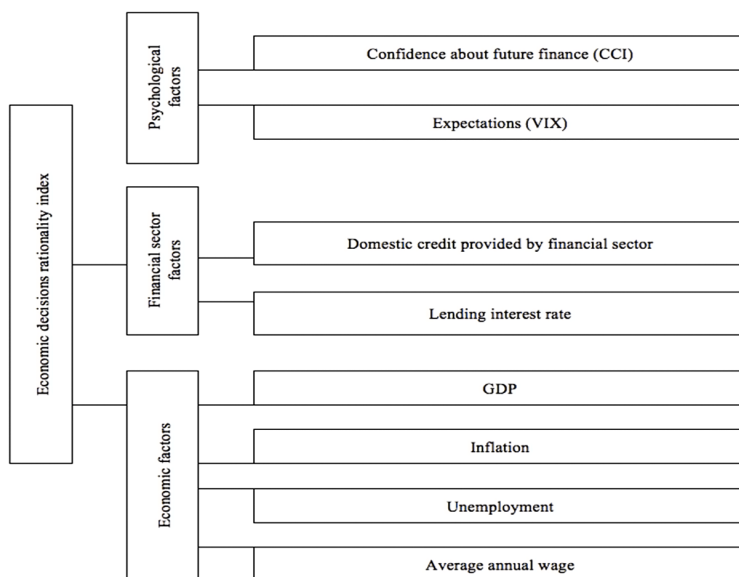 Economic decisions rationality index
Psychological
factors
Confidence about future finance (CCI)
Expectations (VIX)
Financial sector
factors
Domestic credit provided by financial sector
Lending interest rate
Economic factors
GDP
Inflation
Unemployment
Average annual wage